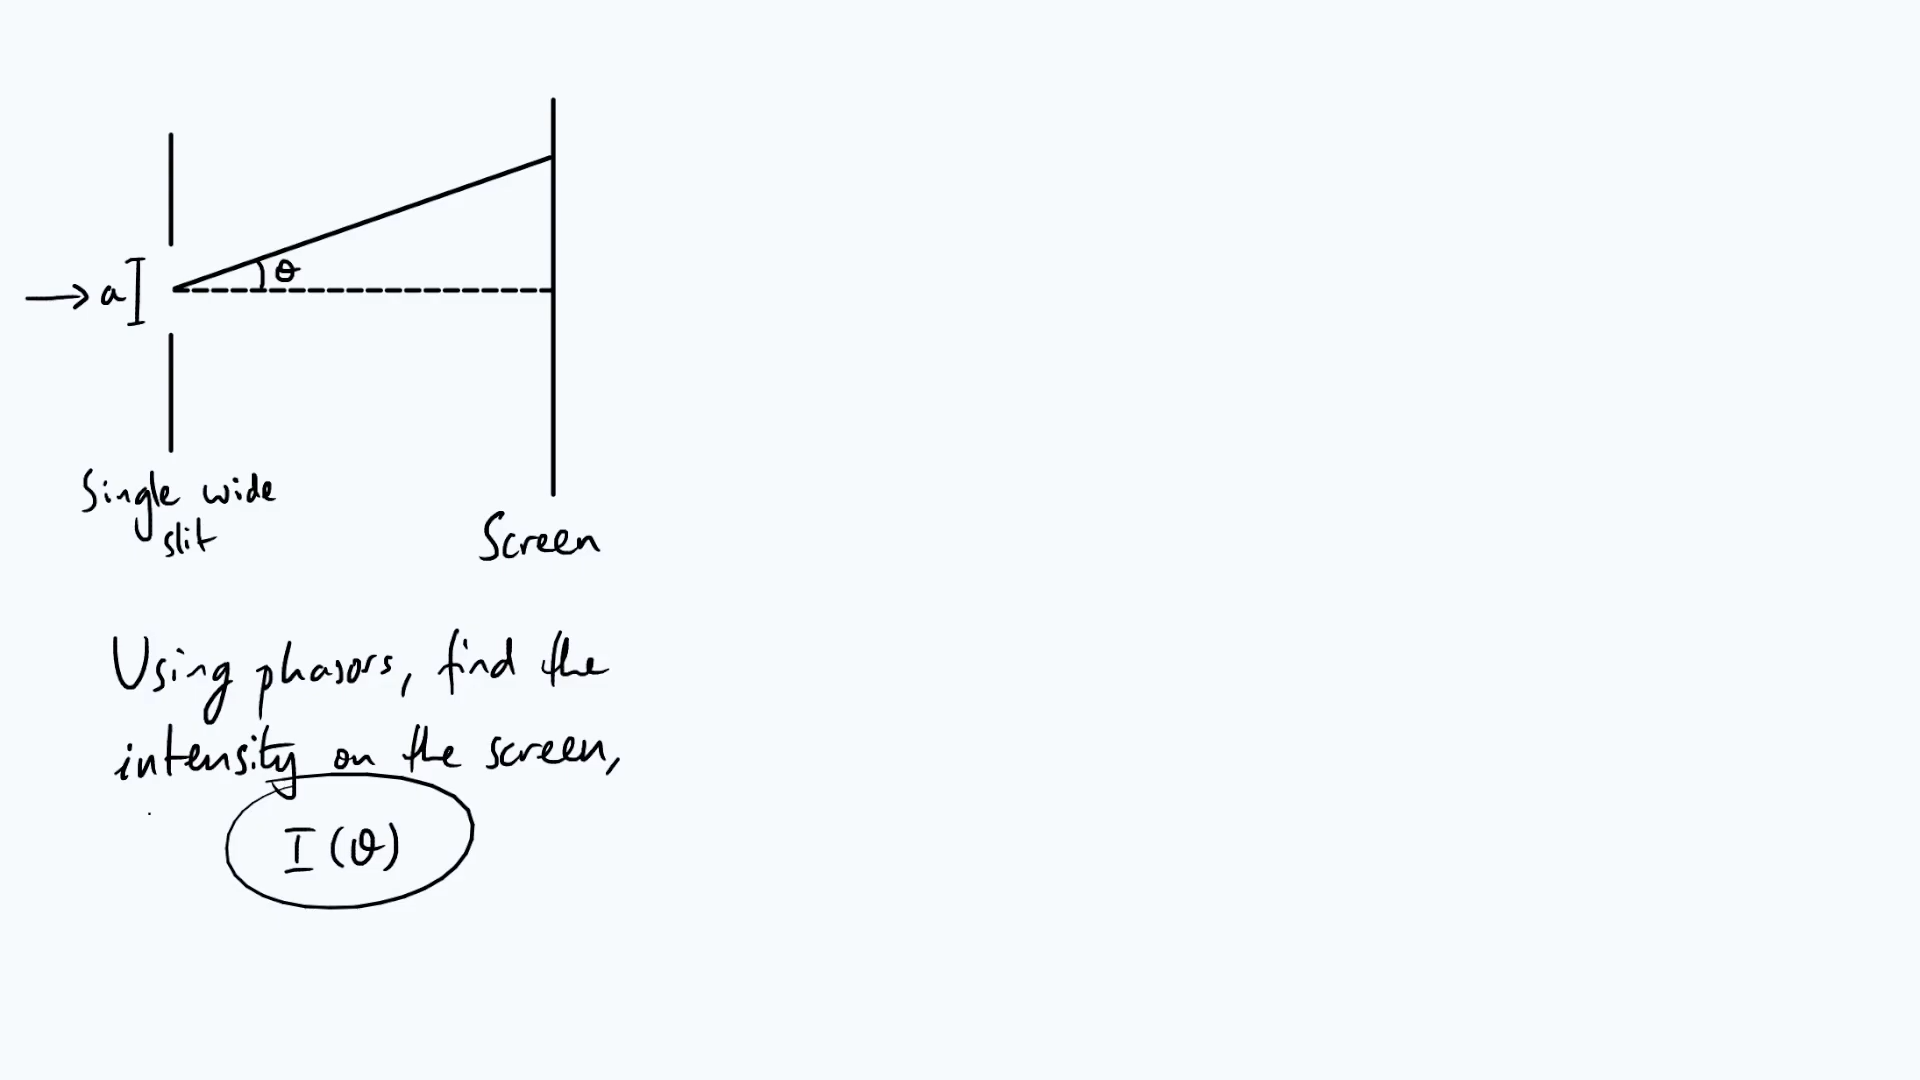 θ
→ a
Single wide
slit
Screen
Using phasors, find the
intensity on the screen,
I(θ)